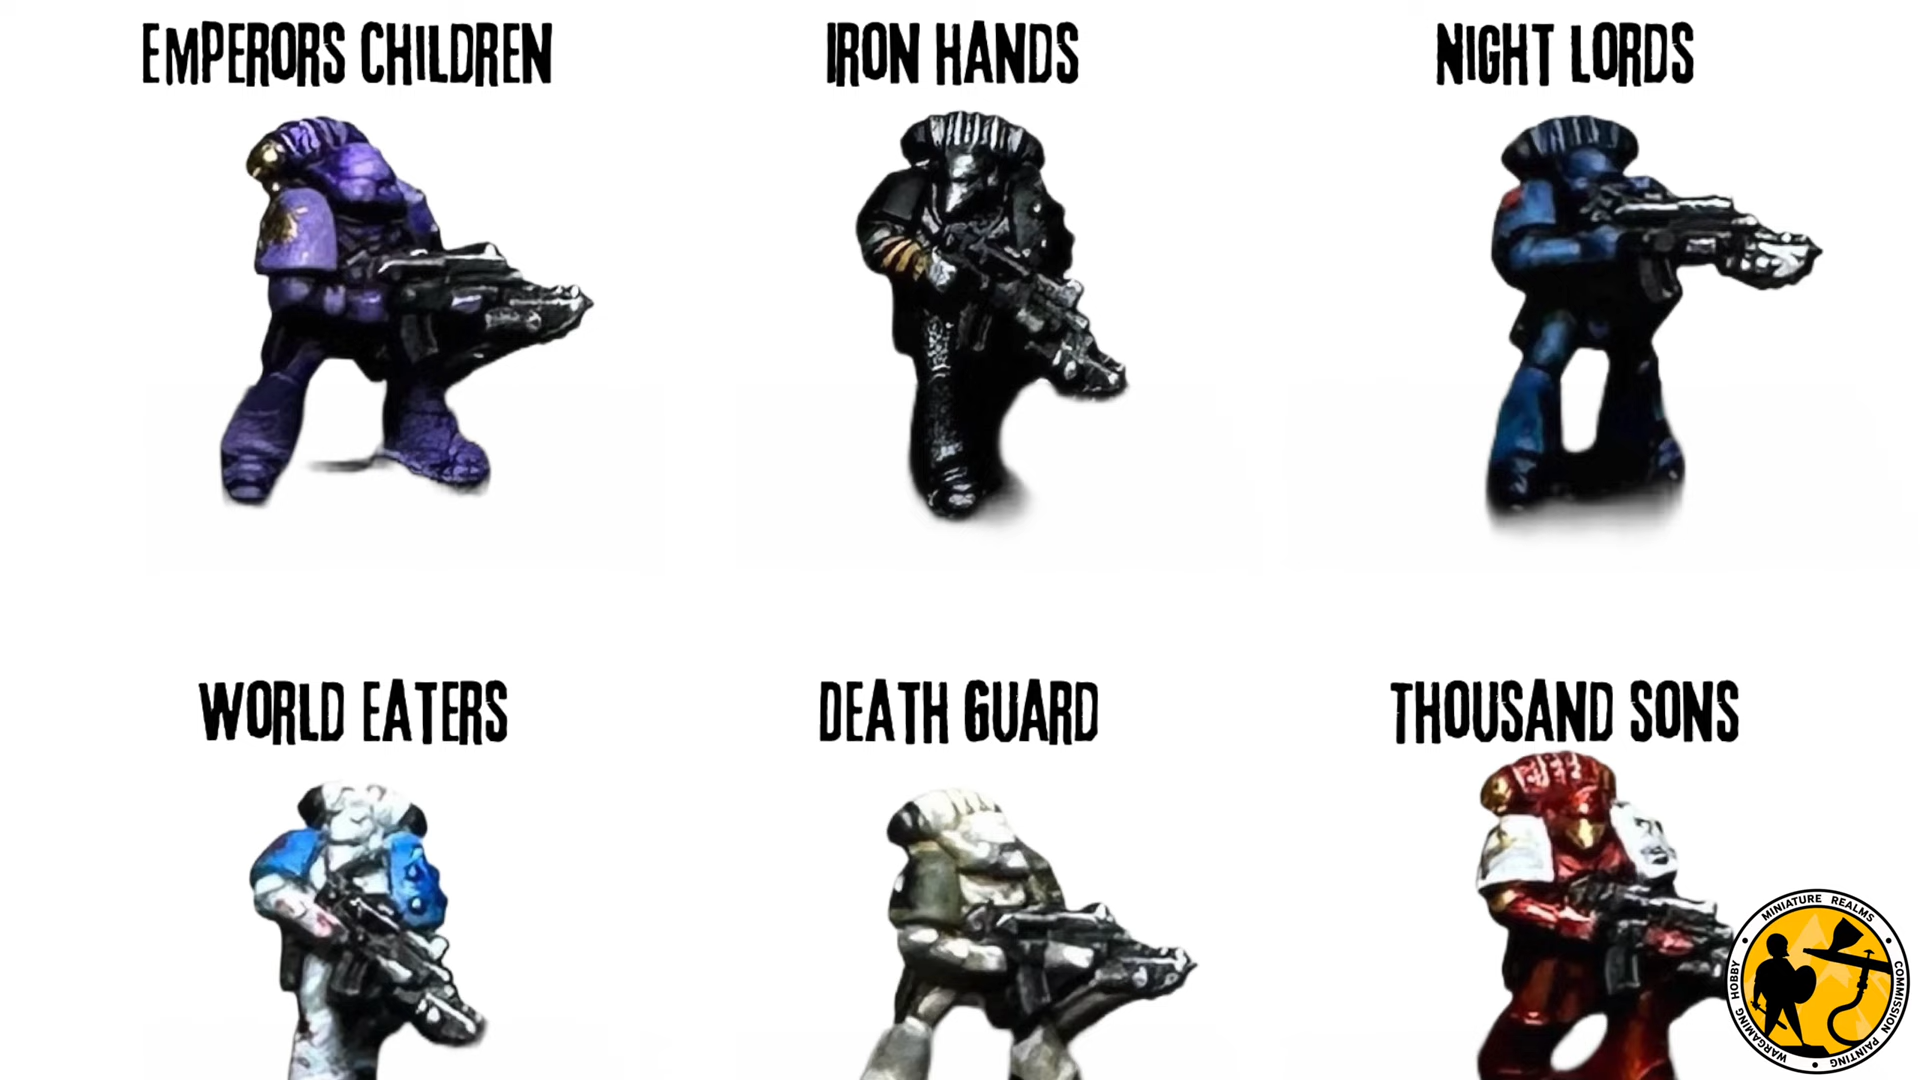 EMPERORS CHILDREN
IRON HANDS
NIGHT LORDS
WORLD EATERS
DEATH GUARD
THOUSAND SONS
MINIATURE REALMS
HOBBY
WARGAMING
COMMISSION PAINTING